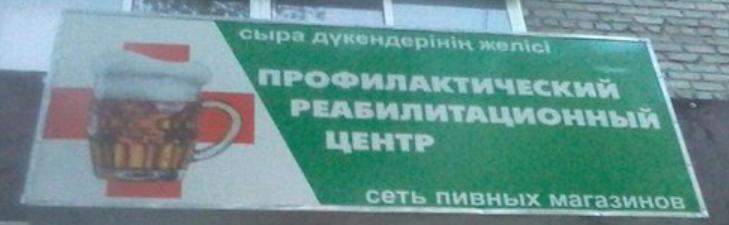 сыра дүкендерінің желісі
ПРОФИЛАКТИЧЕСКИЙ
РЕАБИЛИТАЦИОННЫЙ
ЦЕНТР
сеть пивных магазинов